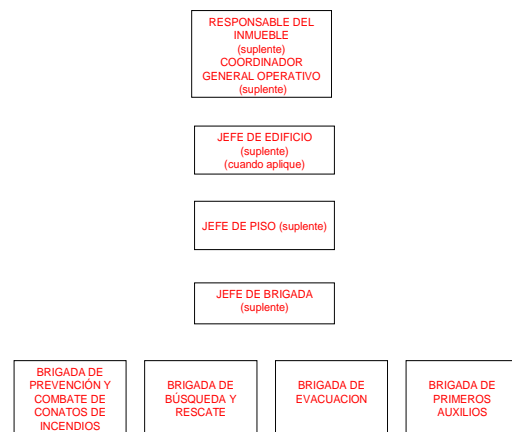 RESPONSABLE DEL
INMUEBLE
(suplente)
COORDINADOR
GENERAL OPERATIVO
(suplente)
JEFE DE EDIFICIO
(suplente)
(cuando aplique)
JEFE DE PISO (suplente)
JEFE DE BRIGADA
(suplente)
BRIGADA DE
PREVENCIÓN Y
COMBATE DE
CONATOS DE
INCENDIOS
BRIGADA DE
BÚSQUEDA Y
RESCATE
BRIGADA DE
EVACUACION
BRIGADA DE
PRIMEROS
AUXILIOS